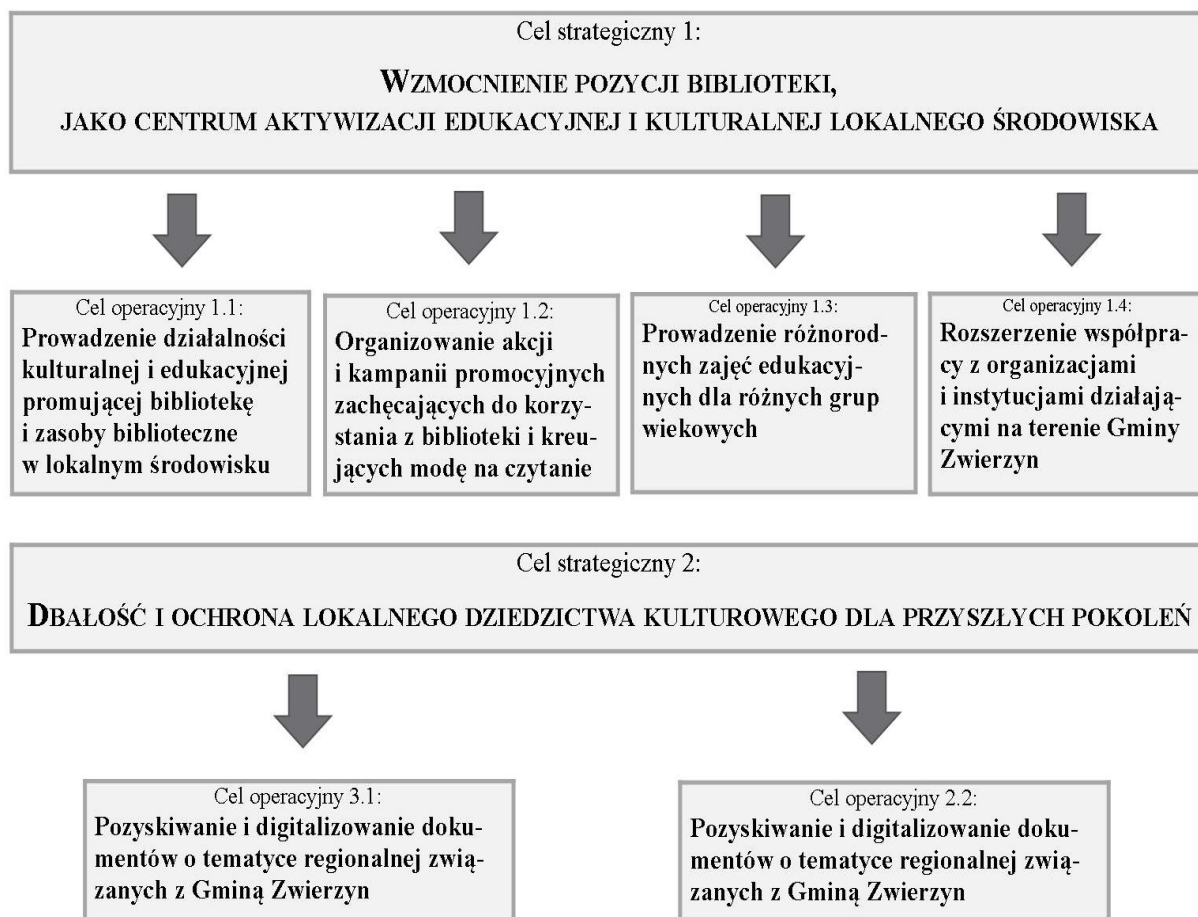 Cel strategiczny 1:
WZMOCNIENIE POZYCJI BIBLIOTEKI,
JAKO CENTRUM AKTYWIZACJI EDUKACYJNEJ I KULTURALNEJ LOKALNEGO ŚRODOWISKA
Cel operacyjny 1.1:
Prowadzenie działalności
kulturalnej i edukacyjnej
promującej bibliotekę
i zasoby biblioteczne
w lokalnym środowisku
Cel operacyjny 1.2:
Organizowanie akcji
i kampanii promocyjnych
zachęcających do korzy-
stania z biblioteki i kreu-
jących modę na czytanie
Cel operacyjny 1.3:
Prowadzenie różnorod-
nych zajęć edukacyj-
nych dla różnych grup
wiekowych
Cel operacyjny 1.4:
Rozszerzenie współpra-
cy z organizacjami
i instytucjami działają-
cymi na terenie Gminy
Zwierzyn
Cel strategiczny 2:
DBAŁOŚĆ I OCHRONA LOKALNEGO DZIEDZICTWA KULTUROWEGO DLA PRZYSZŁYCH POKOLEŃ
Cel operacyjny 3.1:
Pozyskiwanie i digitalizowanie doku-
mentów o tematyce regionalnej zwią-
zanych z Gminą Zwierzyn
Cel operacyjny 2.2:
Pozyskiwanie i digitalizowanie doku-
mentów o tematyce regionalnej zwią-
zanych z Gminą Zwierzyn